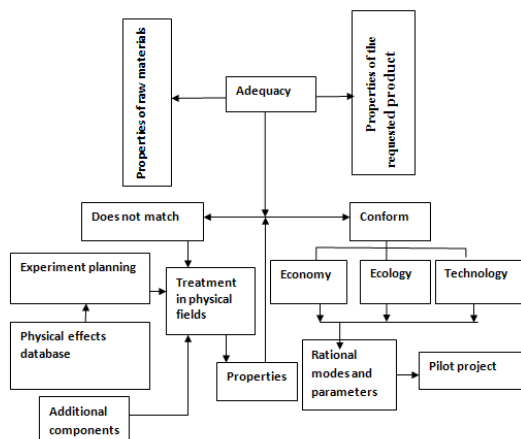 Properties of raw materials
Adequacy
Properties of the
requested product
Does not match
Conform
Experiment planning
Treatment
in physical
fields
Economy
Ecology
Technology
Physical effects
database
Properties
Rational
modes and
parameters
Pilot project
Additional
components